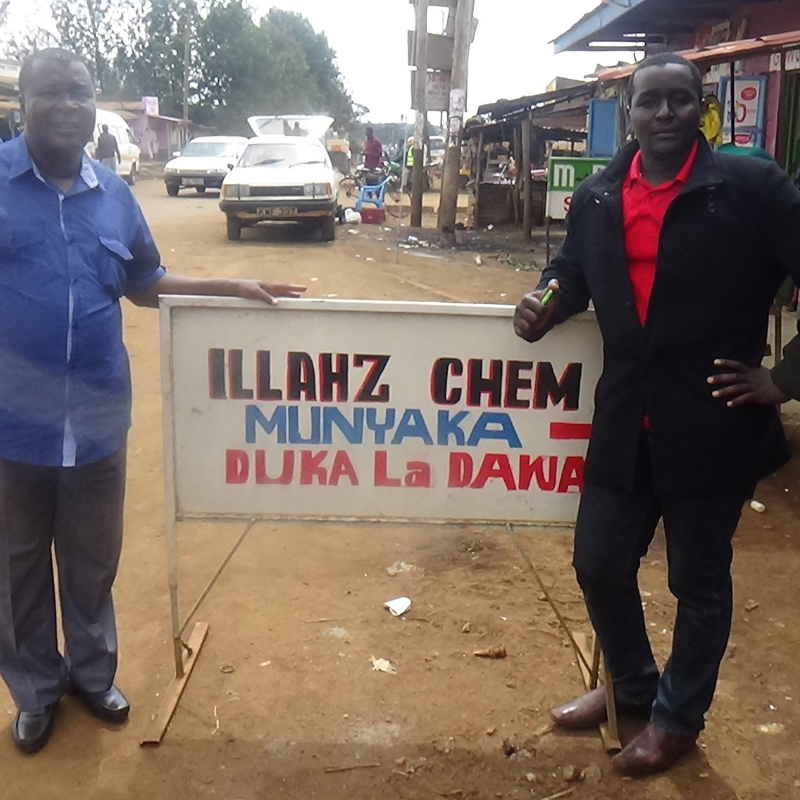 ILLAHZ CHEM
MUNYAKA –
DUKA La DAWA